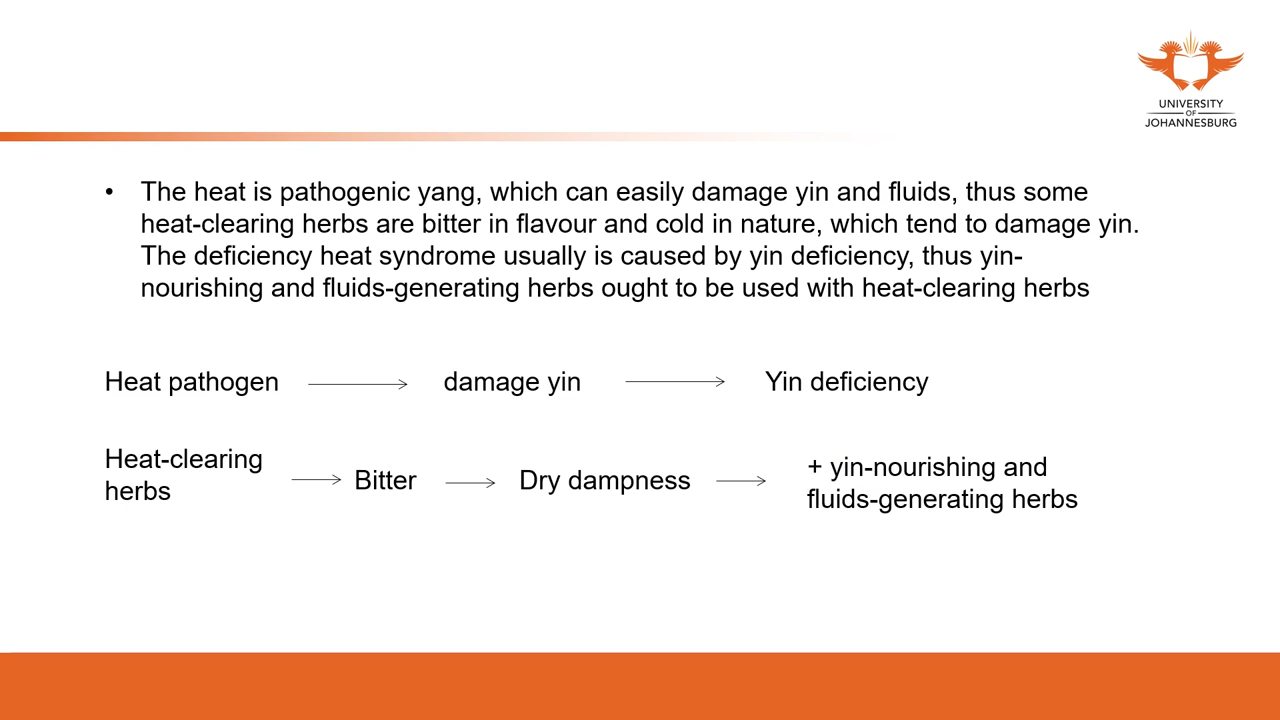 UNIVERSITY
OF
JOHANNESBURG
• The heat is pathogenic yang, which can easily damage yin and fluids, thus some
heat-clearing herbs are bitter in flavour and cold in nature, which tend to damage yin.
The deficiency heat syndrome usually is caused by yin deficiency, thus yin-
nourishing and fluids-generating herbs ought to be used with heat-clearing herbs
Heat pathogen → damage yin → Yin deficiency
Heat-clearing
herbs → Bitter → Dry dampness → + yin-nourishing and
fluids-generating herbs